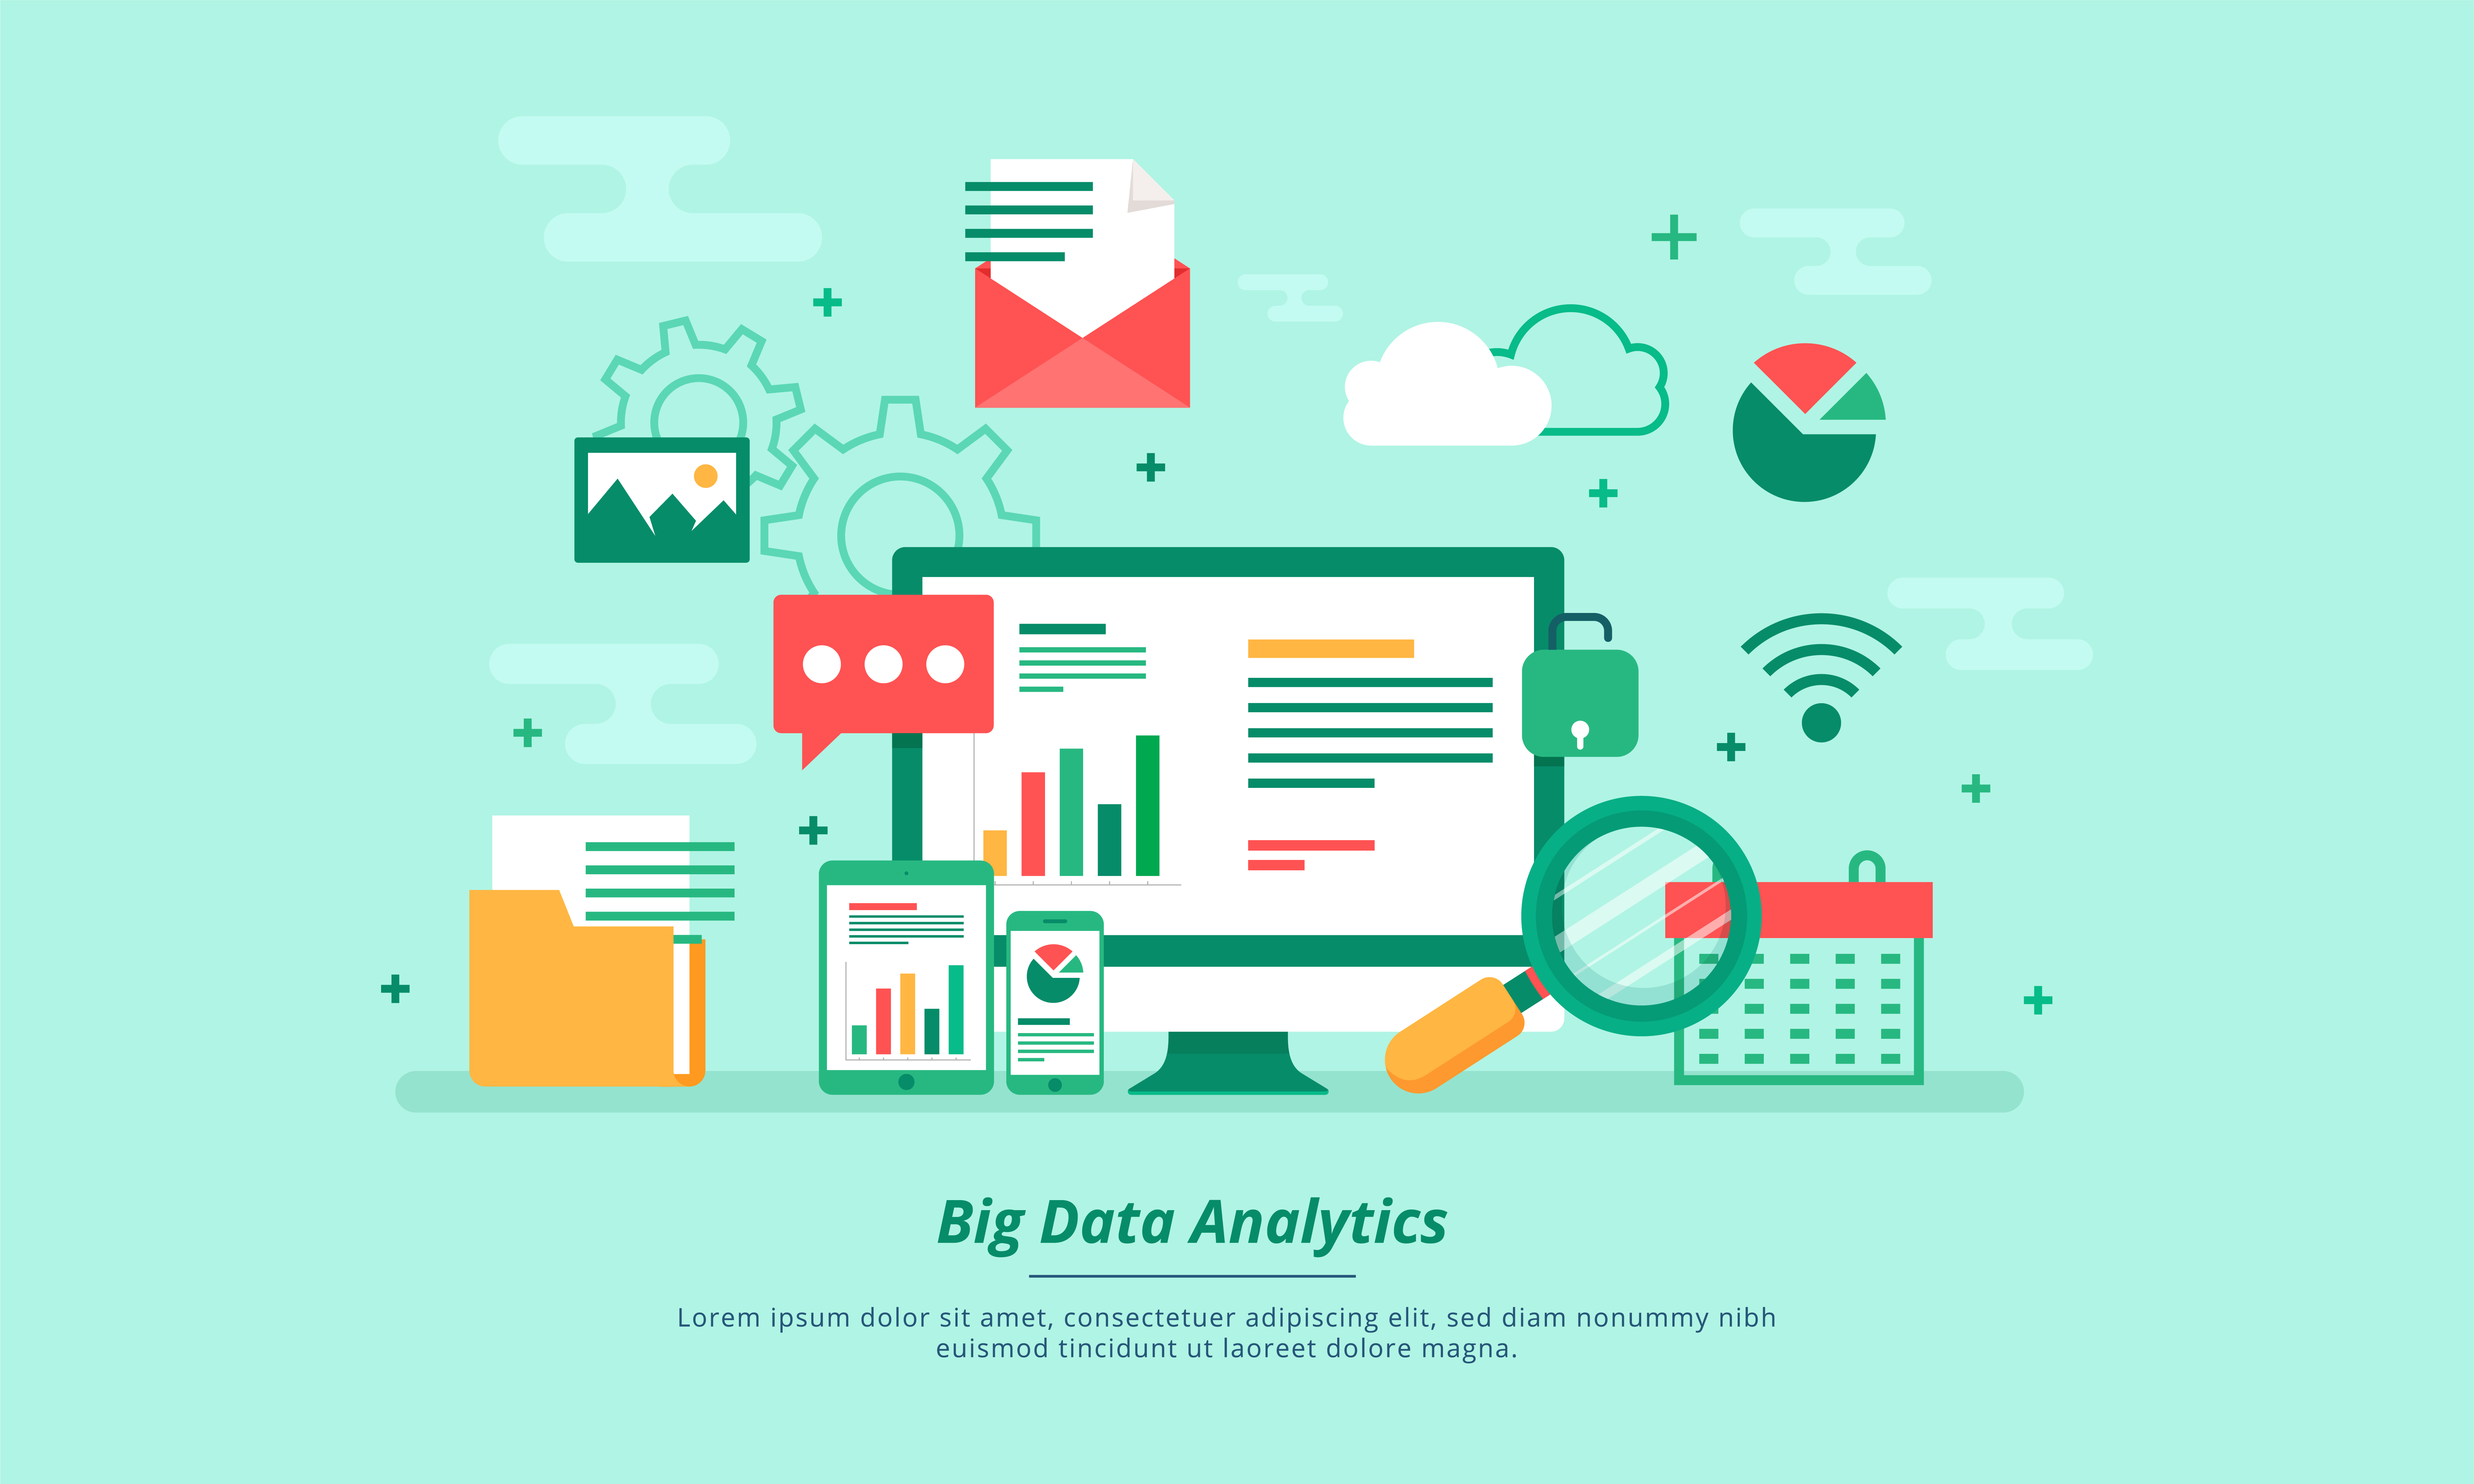 Big Data Analytics
Lorem ipsum dolor sit amet, consectetuer adipiscing elit, sed diam nonummy nibh
euismod tincidunt ut laoreet dolore magna.